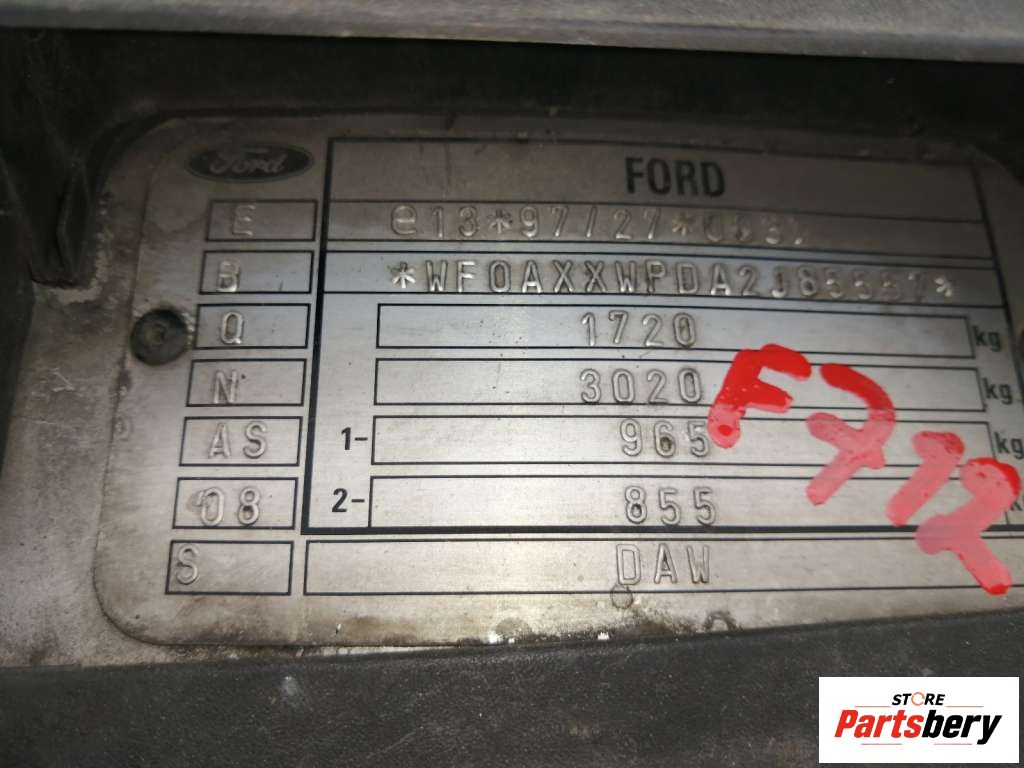 Ford FORD
E e13*97/27*
B
Q 1720 kg
N 3020 kg
AS 1- 965 kg
08 2- 855
S DAW
F712
STORE
Partsbery